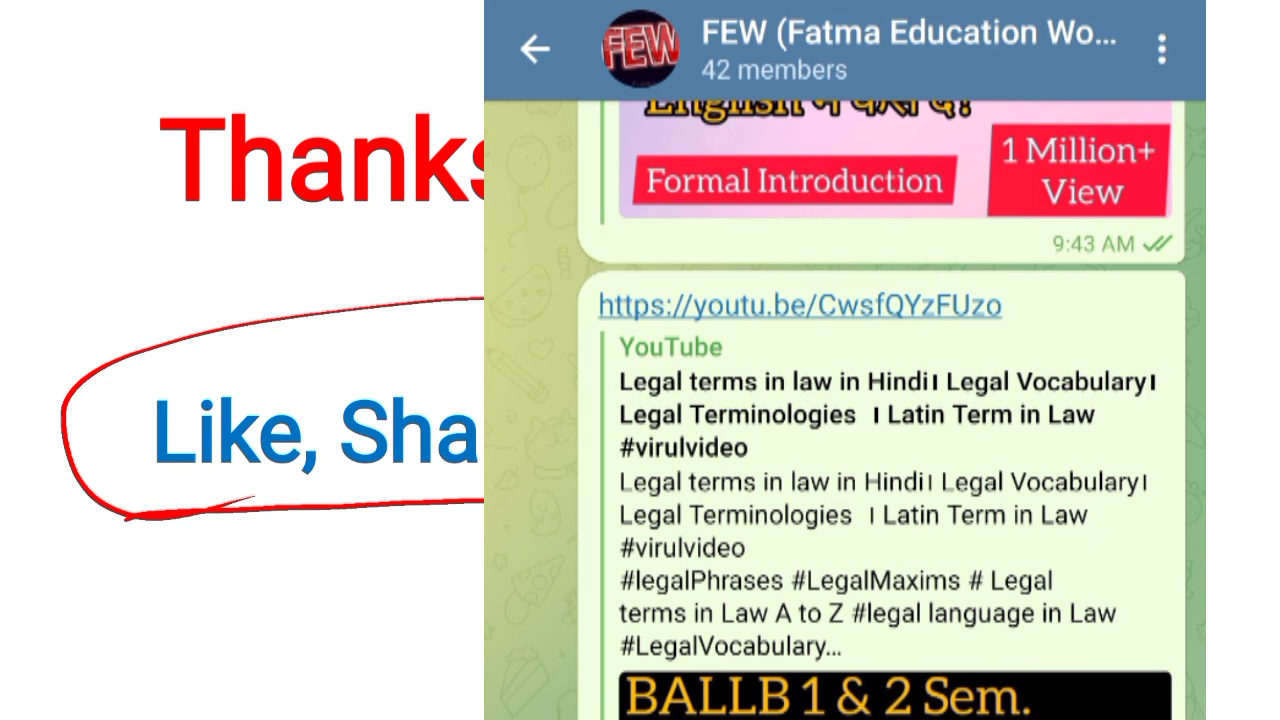 Thanks
Like, Sha
FEW
FEW (Fatma Education Wo...
42 members
English में कैसे दें?
Formal Introduction
1 Million+
View
9:43 AM
https://youtu.be/CwsfQYzFUzo
YouTube
Legal terms in law in Hindi। Legal Vocabulary।
Legal Terminologies । Latin Term in Law
#virulvideo
Legal terms in law in Hindi। Legal Vocabulary।
Legal Terminologies । Latin Term in Law
#virulvideo
#legalPhrases #LegalMaxims # Legal
terms in Law A to Z #legal language in Law
#LegalVocabulary...
BALLB 1 & 2 Sem.